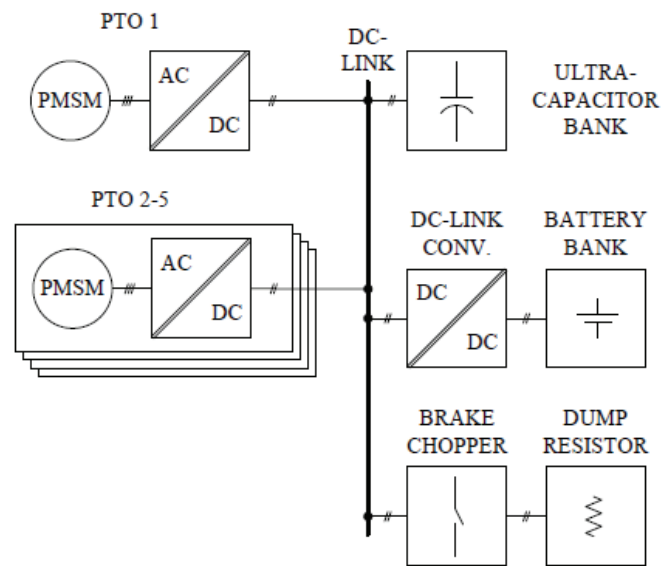 PTO 1
DC-
LINK
ULTRA-
CAPACITOR
BANK
PMSM
AC
DC
PTO 2-5
PMSM
AC
DC
DC-LINK
CONV.
BATTERY
BANK
DC
DC
BRAKE
CHOPPER
DUMP
RESISTOR